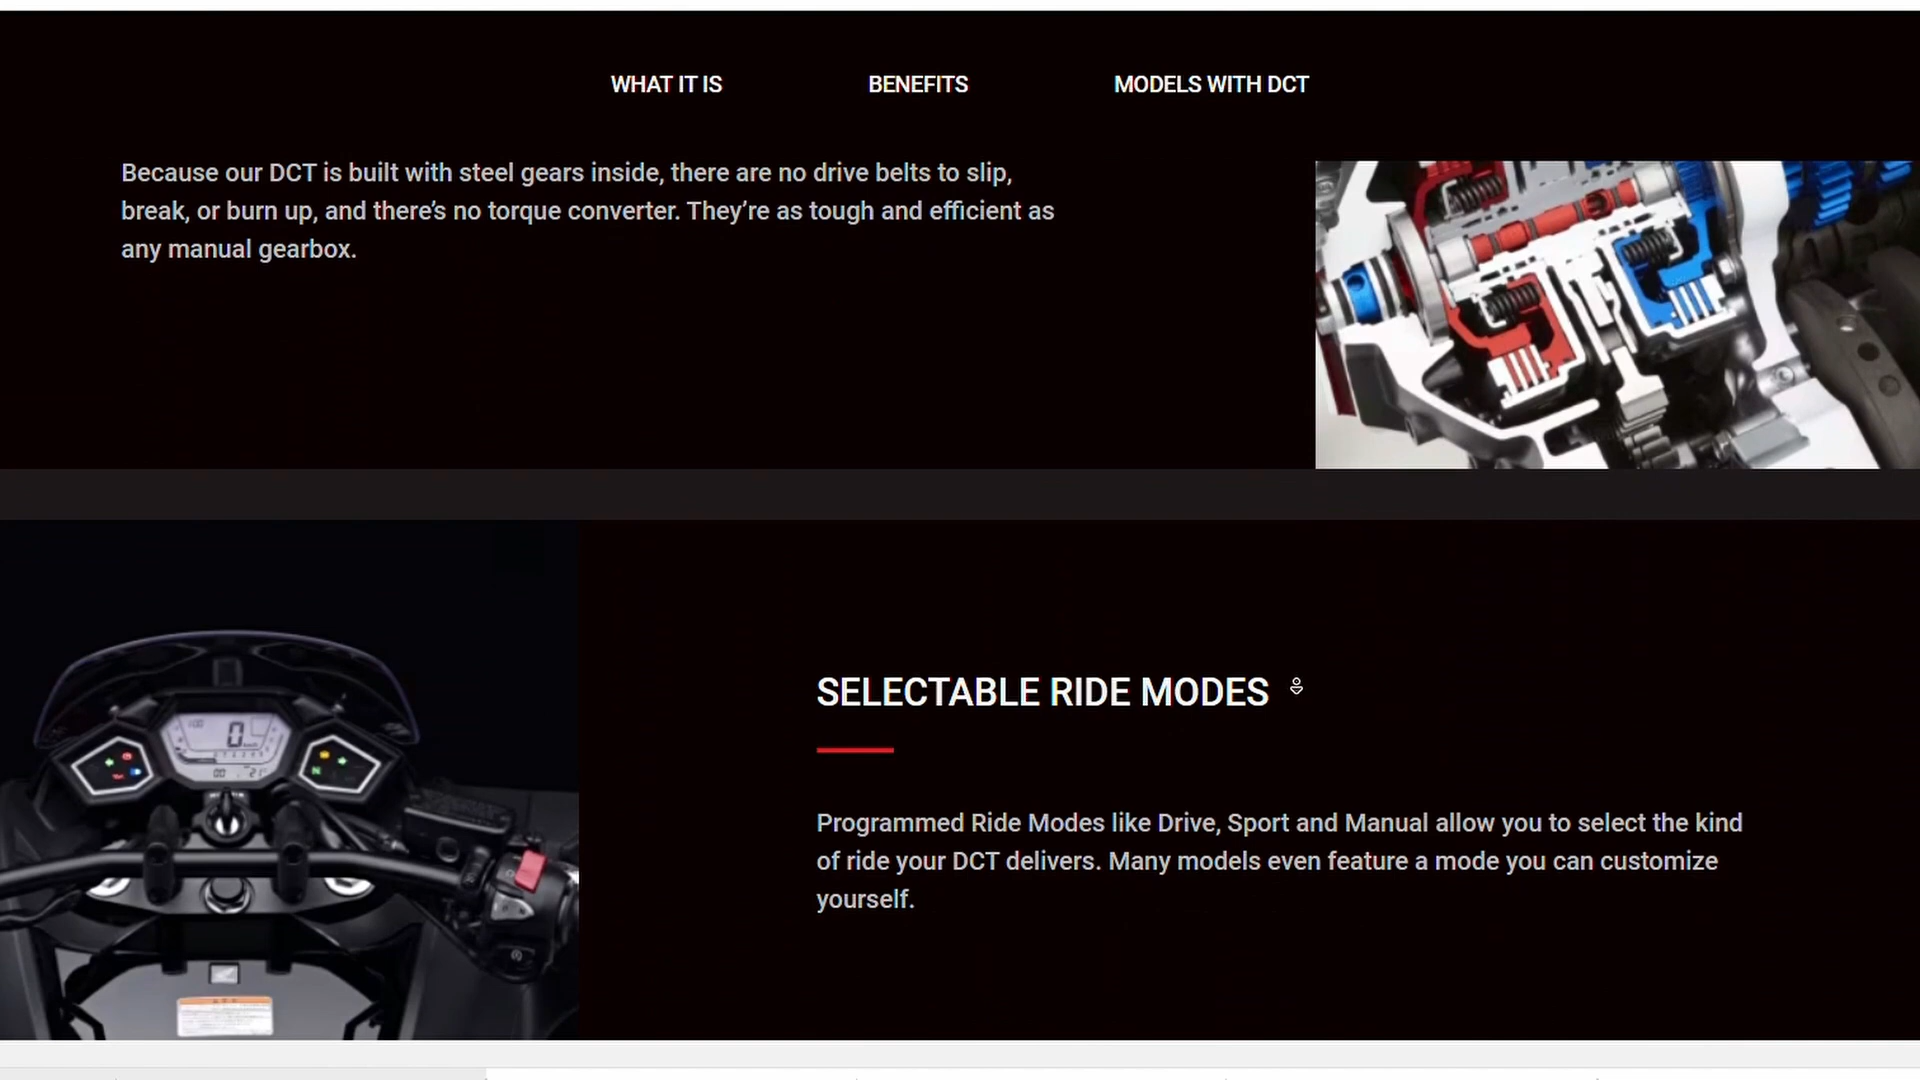 WHAT IT IS
BENEFITS
MODELS WITH DCT
Because our DCT is built with steel gears inside, there are no drive belts to slip,
break, or burn up, and there’s no torque converter. They’re as tough and efficient as
any manual gearbox.
SELECTABLE RIDE MODES
Programmed Ride Modes like Drive, Sport and Manual allow you to select the kind
of ride your DCT delivers. Many models even feature a mode you can customize
yourself.